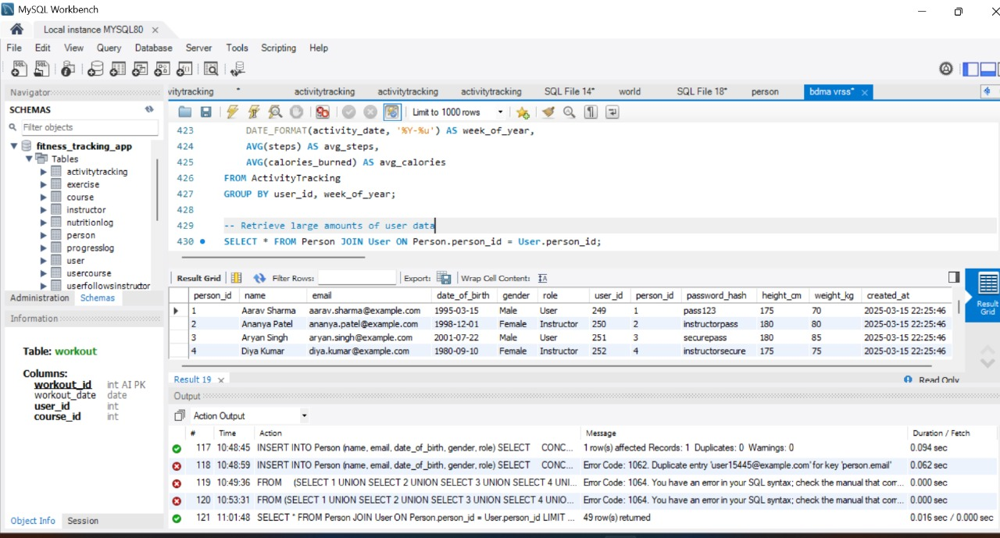 MySQL Workbench
Local instance MYSQL80
File Edit View Query Database Server Tools Scripting Help
Navigator
SCHEMAS
Filter objects
fitness_tracking_app
Tables
activitytracking
exercise
course
instructor
nutritionlog
person
progresslog
user
usercourse
userfollowsinstructor
Administration Schemas
Information
Table: workout
Columns:
workout_id int AI PK
workout_date date
user_id int
course_id int
Object Info Session
vitytracking * activitytracking activitytracking activitytracking SQL File 14* world SQL File 18* person bdma vrss*
Limit to 1000 rows
423 DATE_FORMAT(activity_date, '%Y-%u') AS week_of_year,
424 AVG(steps) AS avg_steps,
425 AVG(calories_burned) AS avg_calories
426 FROM ActivityTracking
427 GROUP BY user_id, week_of_year;
428
429 -- Retrieve large amounts of user data
430 SELECT * FROM Person JOIN User ON Person.person_id = User.person_id;
Result Grid Filter Rows: Export: Wrap Cell Content:
person_id name email date_of_birth gender role user_id person_id password_hash height_cm weight_kg created_at
1 Aarav Sharma aarav.sharma@example.com 1995-03-15 Male User 249 1 pass123 175 70 2025-03-15 22:25:46
2 Ananya Patel ananya.patel@example.com 1998-12-01 Female Instructor 250 2 instructorpass 180 80 2025-03-15 22:25:46
3 Aryan Singh aryan.singh@example.com 2001-07-22 Male User 251 3 securepass 180 85 2025-03-15 22:25:46
4 Diya Kumar diya.kumar@example.com 1980-09-10 Female Instructor 252 4 instructorsecure 175 75 2025-03-15 22:25:46
Result Grid
Result 19 Read Only
Output
Action Output
# Time Action Message Duration / Fetch
117 10:48:45 INSERT INTO Person (name, email, date_of_birth, gender, role) SELECT CONC... 1 row(s) affected Records: 1 Duplicates: 0 Warnings: 0 0.094 sec
118 10:48:59 INSERT INTO Person (name, email, date_of_birth, gender, role) SELECT CONC... Error Code: 1062. Duplicate entry 'user15445@example.com' for key 'person.email' 0.062 sec
119 10:49:36 FROM (SELECT 1 UNION SELECT 2 UNION SELECT 3 UNION SELECT 4 UNI... Error Code: 1064. You have an error in your SQL syntax; check the manual that corr... 0.000 sec
120 10:53:31 FROM (SELECT 1 UNION SELECT 2 UNION SELECT 3 UNION SELECT 4 UNIO... Error Code: 1064. You have an error in your SQL syntax; check the manual that corr... 0.000 sec
121 11:01:48 SELECT * FROM Person JOIN User ON Person.person_id = User.person_id LIMIT ... 49 row(s) returned 0.016 sec / 0.000 sec